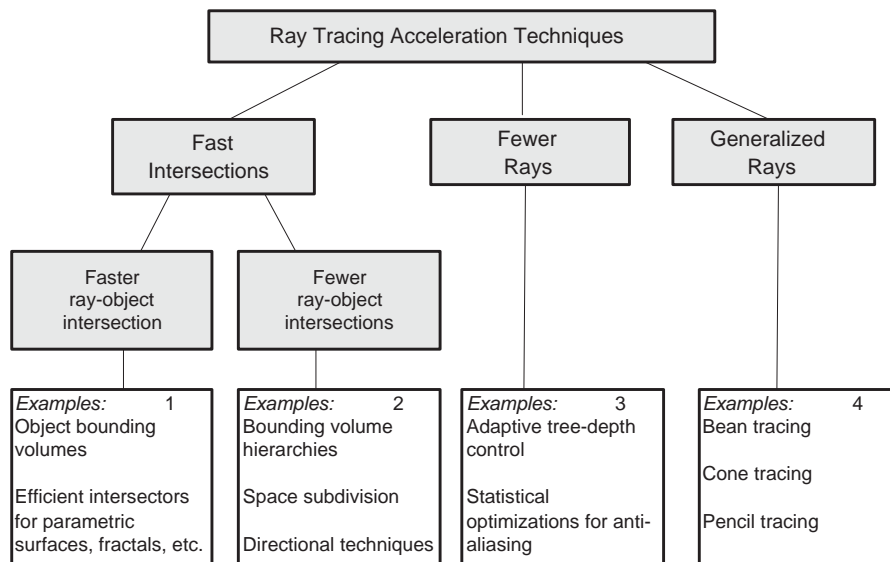 Ray Tracing Acceleration Techniques
Fast
Intersections
Fewer
Rays
Generalized
Rays
Faster
ray-object
intersection
Fewer
ray-object
intersections
Examples: 1
Object bounding
volumes
Efficient intersectors
for parametric
surfaces, fractals, etc.
Examples: 2
Bounding volume
hierarchies
Space subdivision
Directional techniques
Examples: 3
Adaptive tree-depth
control
Statistical
optimizations for anti-
aliasing
Examples: 4
Bean tracing
Cone tracing
Pencil tracing